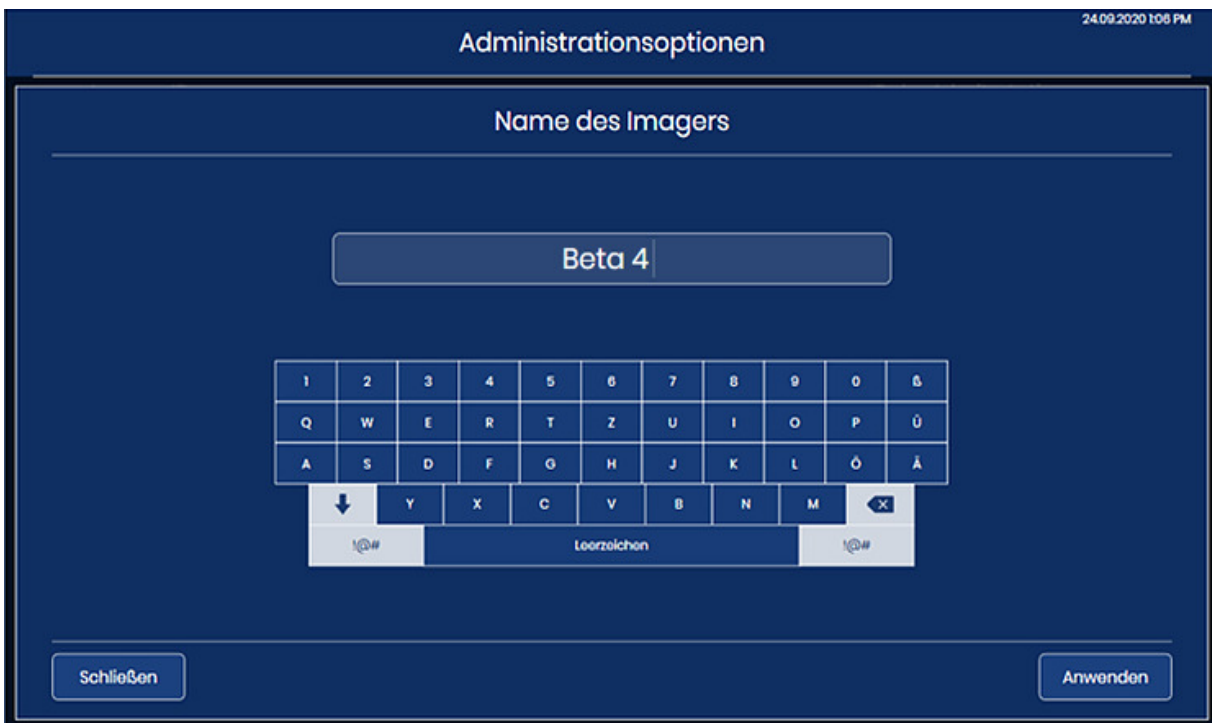 24.09.2020 1:06 PM
Administrationsoptionen
Name des Imagers
Beta 4
1 2 3 4 5 6 7 8 9 0 ß
Q W E R T Z U I O P Ü
A S D F G H J K L Ö Ä
Y X C V B N M
!@# Leerzeichen !@#
Schließen Anwenden